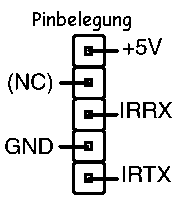 Pinbelegung
+5V
(NC)
IRRX
GND
IRTX